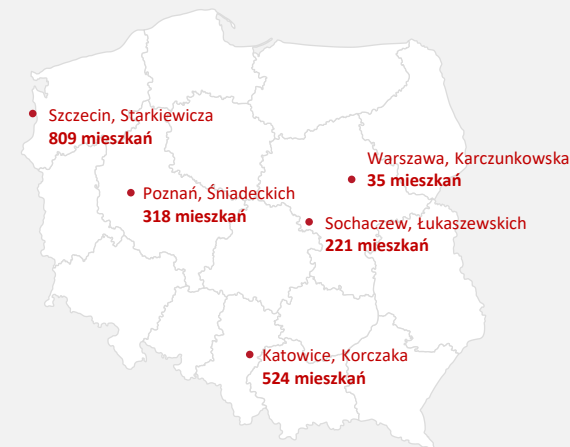 Szczecin, Starkiewicza
809 mieszkań
Warszawa, Karczunkowska
35 mieszkań
Poznań, Śniadeckich
318 mieszkań
Sochaczew, Łukaszewskich
221 mieszkań
Katowice, Korczaka
524 mieszkań